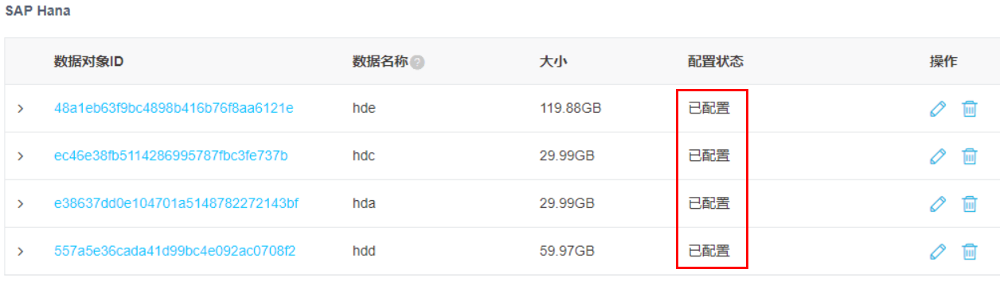 SAP Hana
数据对象ID 数据名称 ? 大小 配置状态 操作
48a1eb63f9bc4898b416b76f8aa6121e hde 119.88GB 已配置
ec46e38fb5114286995787fbc3fe737b hdc 29.99GB 已配置
e38637dd0e104701a5148782272143bf hda 29.99GB 已配置
557a5e36cada41d99bc4e092ac0708f2 hdd 59.97GB 已配置